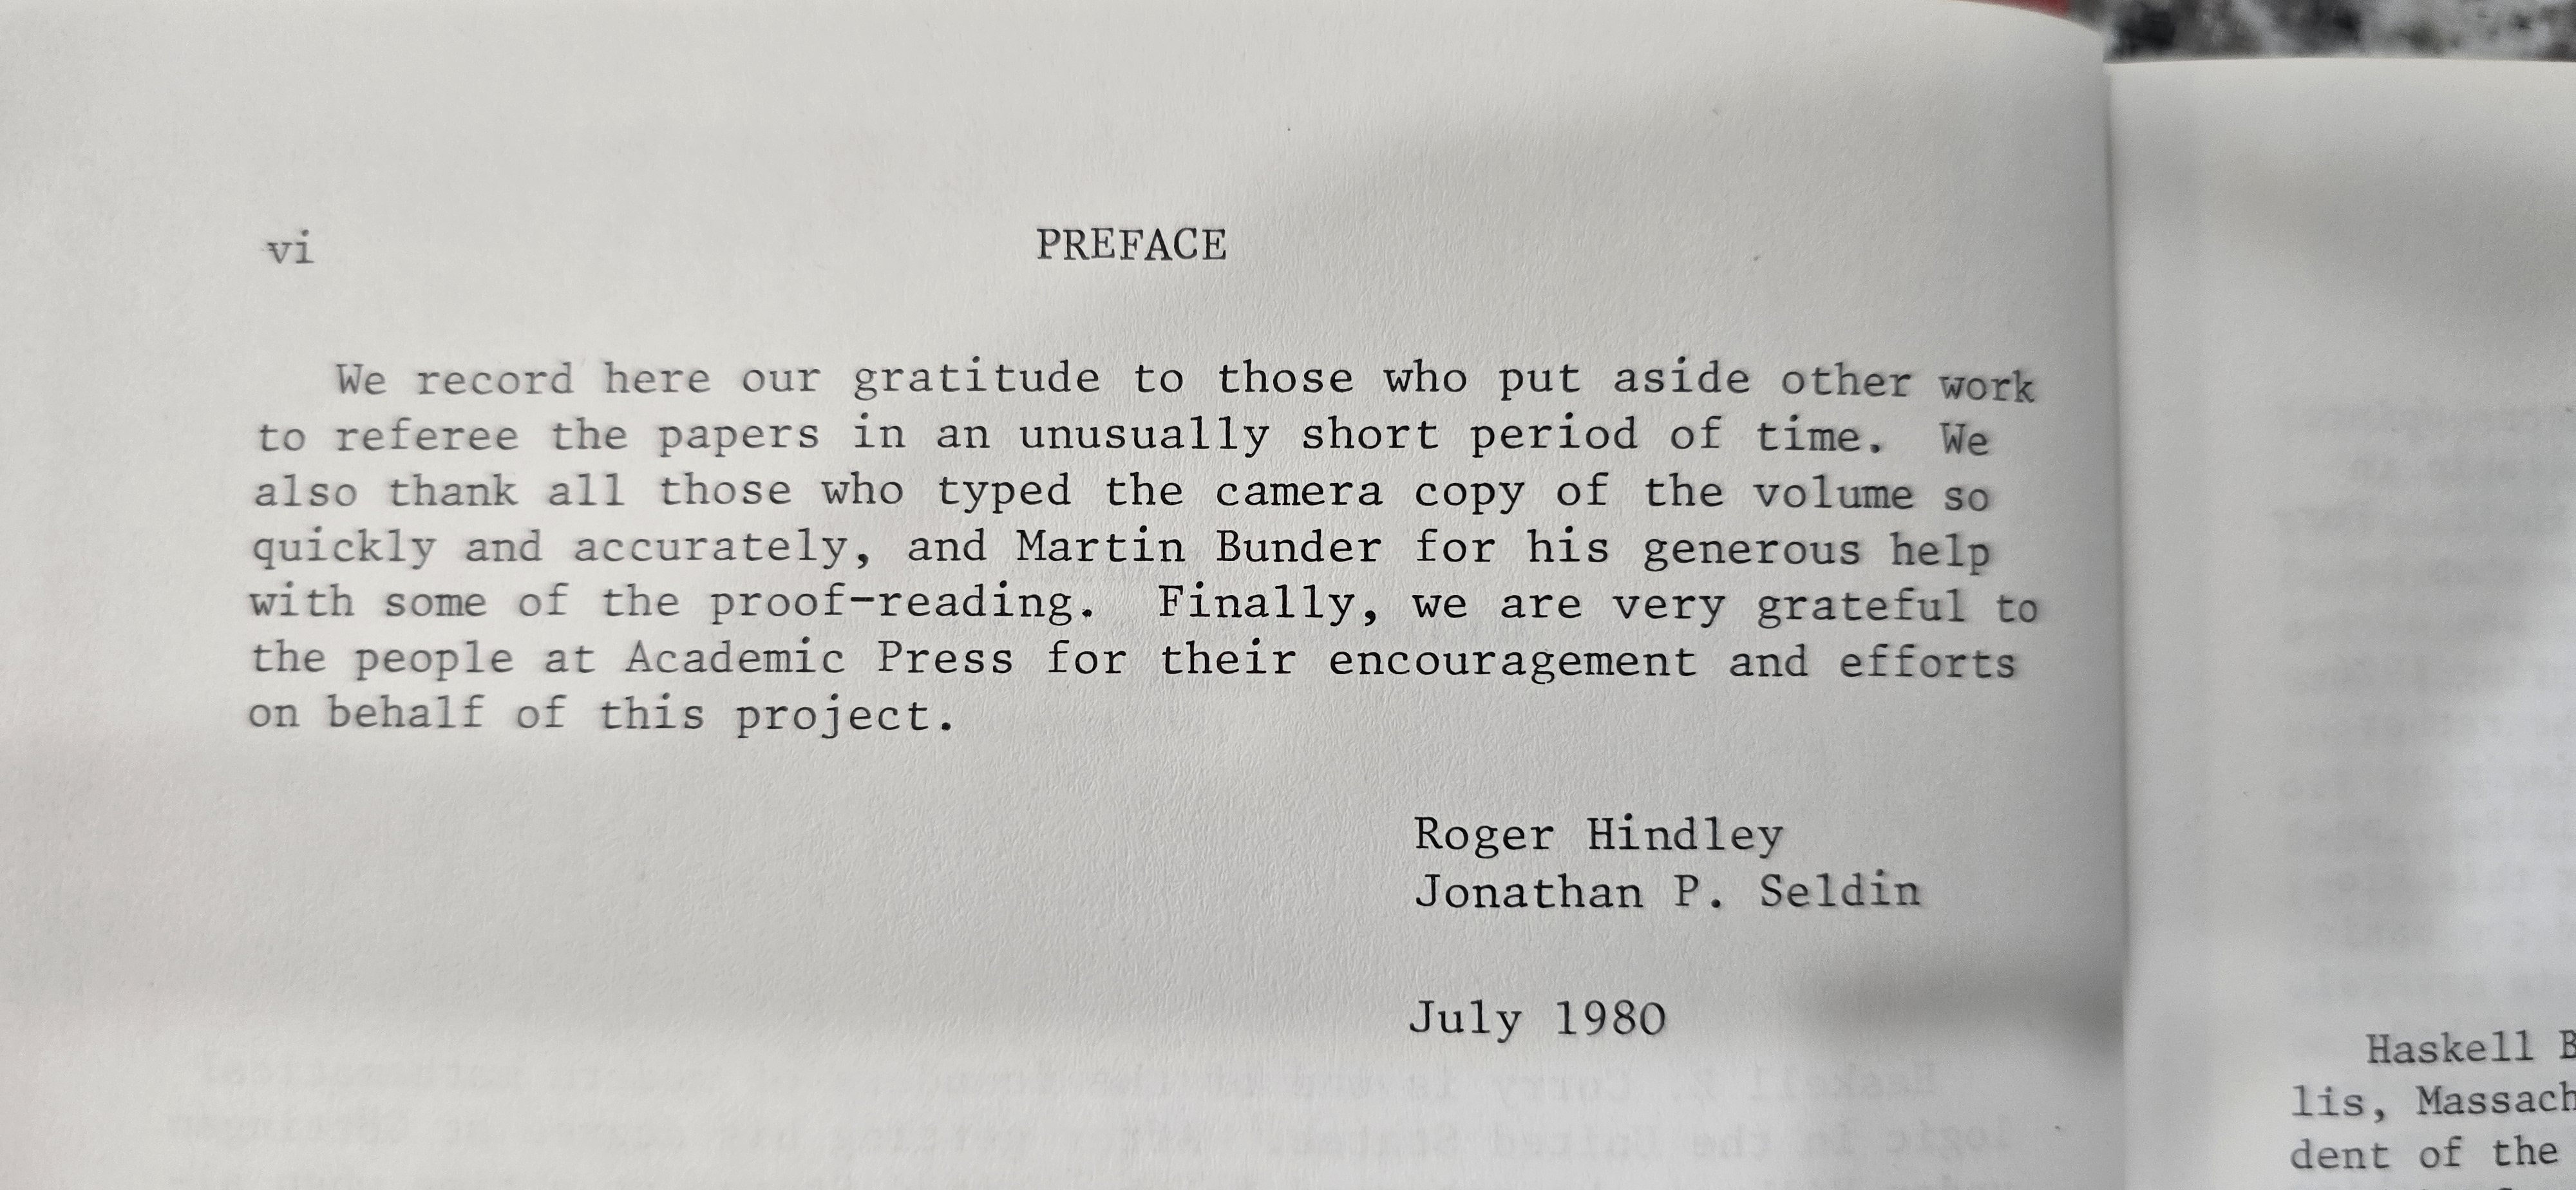 vi PREFACE
We record here our gratitude to those who put aside other work
to referee the papers in an unusually short period of time. We
also thank all those who typed the camera copy of the volume so
quickly and accurately, and Martin Bunder for his generous help
with some of the proof-reading. Finally, we are very grateful to
the people at Academic Press for their encouragement and efforts
on behalf of this project.
Roger Hindley
Jonathan P. Seldin
July 1980
Haskell B
lis, Massach
dent of the